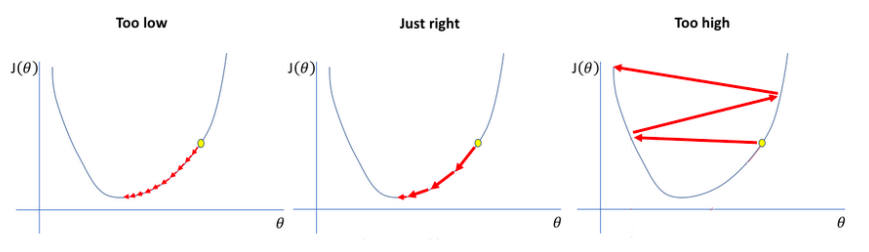 Too low
Just right
Too high
J(θ)
J(θ)
J(θ)
θ
θ
θ